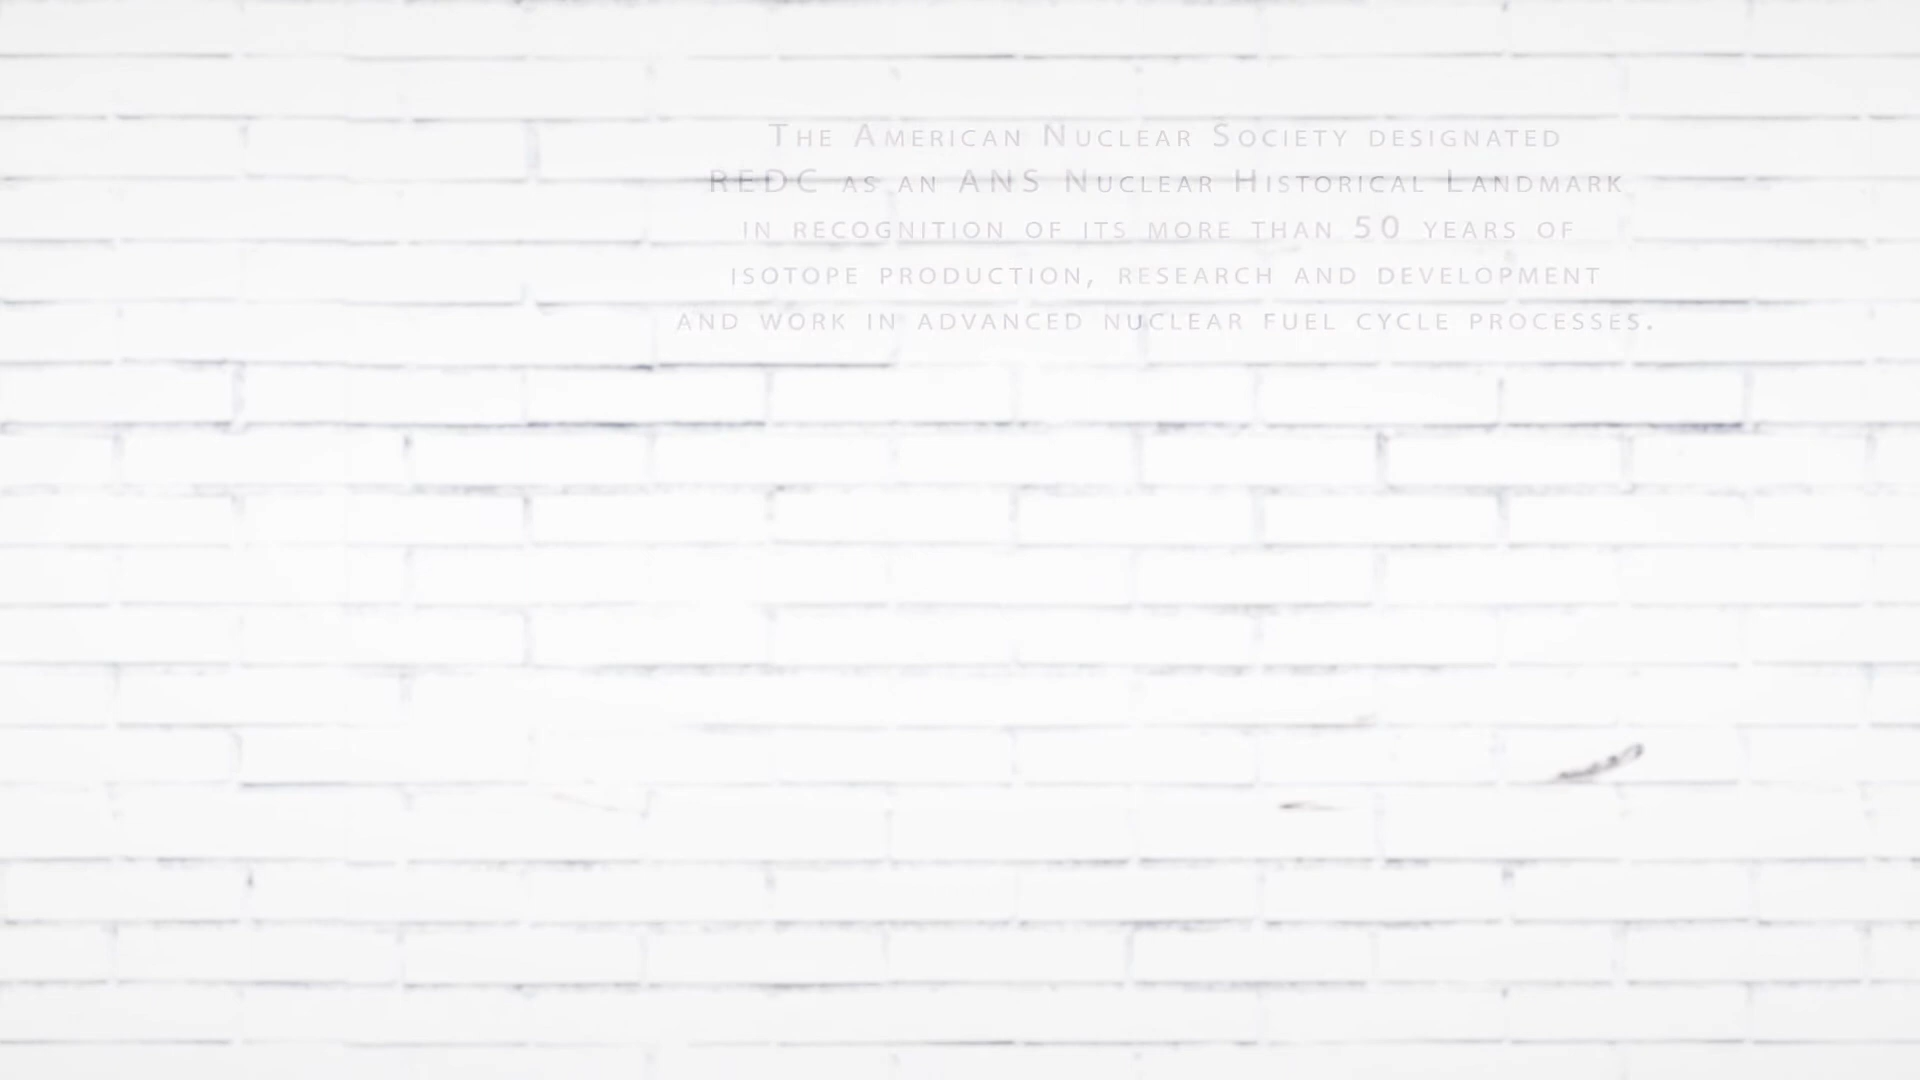 The American Nuclear Society designated
REDC as an ANS Nuclear Historical Landmark
in recognition of its more than 50 years of
isotope production, research and development
and work in advanced nuclear fuel cycle processes.